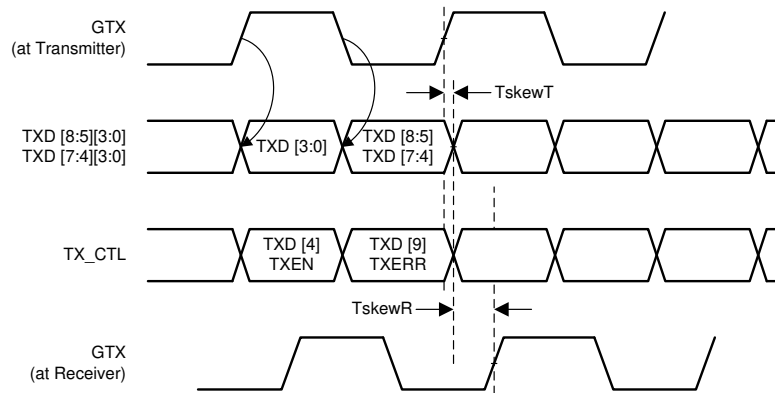 GTX
(at Transmitter)
TskewT
TXD [8:5][3:0]
TXD [7:4][3:0]
TXD [3:0]
TXD [8:5]
TXD [7:4]
TX_CTL
TXD [4]
TXEN
TXD [9]
TXERR
TskewR
GTX
(at Receiver)